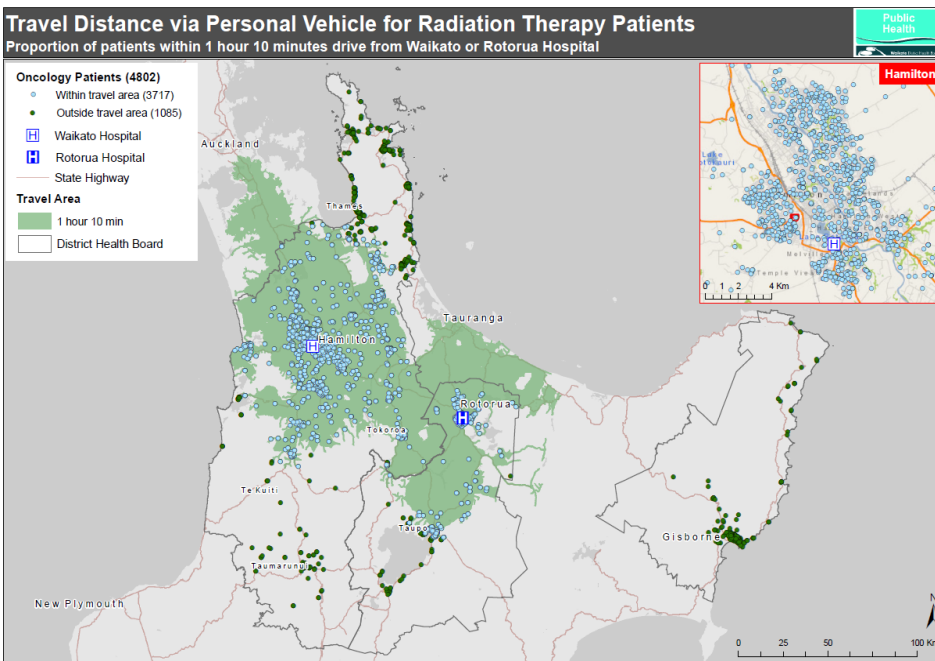 Travel Distance via Personal Vehicle for Radiation Therapy Patients
Proportion of patients within 1 hour 10 minutes drive from Waikato or Rotorua Hospital
Public
Health
Oncology Patients (4802)
Within travel area (3717)
Outside travel area (1085)
H Waikato Hospital
H Rotorua Hospital
State Highway
Travel Area
1 hour 10 min
District Health Board
Hamilton
Lake
H
Temple View
0 1 2 4 Km
Auckland
Thames
Tauranga
H Hamilton
Rotorua
H
Tokoroa
Te Kuiti
Taupo
Gisborne
Taumarunui
New Plymouth
N
0 25 50 100 Km